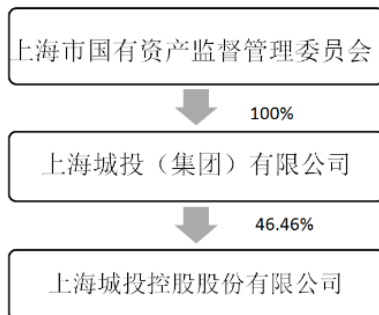 上海市国有资产监督管理委员会
100%
上海城投（集团）有限公司
46.46%
上海城投控股股份有限公司